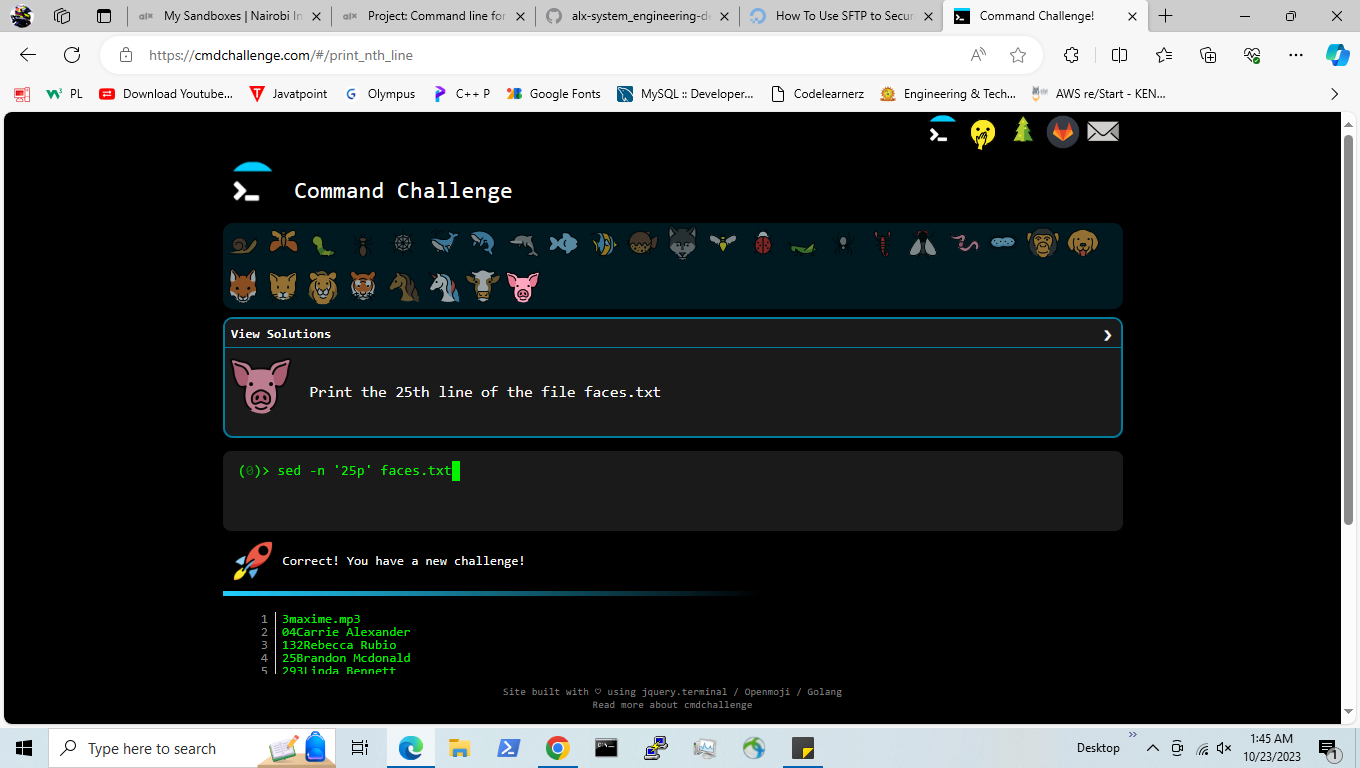 My Sandboxes | Nairobi In
Project: Command line for
alx-system_engineering-de
How To Use SFTP to Secur
Command Challenge!
https://cmdchallenge.com/#/print_nth_line
PL
Download Youtube...
Javatpoint
Olympus
C++ P
Google Fonts
MySQL :: Developer...
Codelearnerz
Engineering & Tech...
AWS re/Start - KEN...
Command Challenge
View Solutions
Print the 25th line of the file faces.txt
(0)> sed -n '25p' faces.txt
Correct! You have a new challenge!
1 3maxime.mp3
2 04Carrie Alexander
3 132Rebecca Rubio
4 25Brandon Mcdonald
5 293Linda Bennett
Site built with ♡ using jquery.terminal / Openmoji / Golang
Read more about cmdchallenge
Type here to search
Desktop
1:45 AM
10/23/2023
1